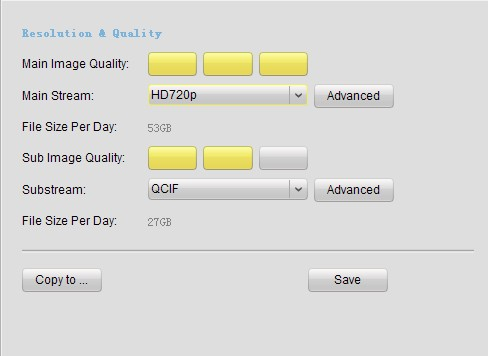 Resolution & Quality
Main Image Quality:
Main Stream: HD720p Advanced
File Size Per Day: 53GB
Sub Image Quality:
Substream: QCIF Advanced
File Size Per Day: 27GB
Copy to ... Save